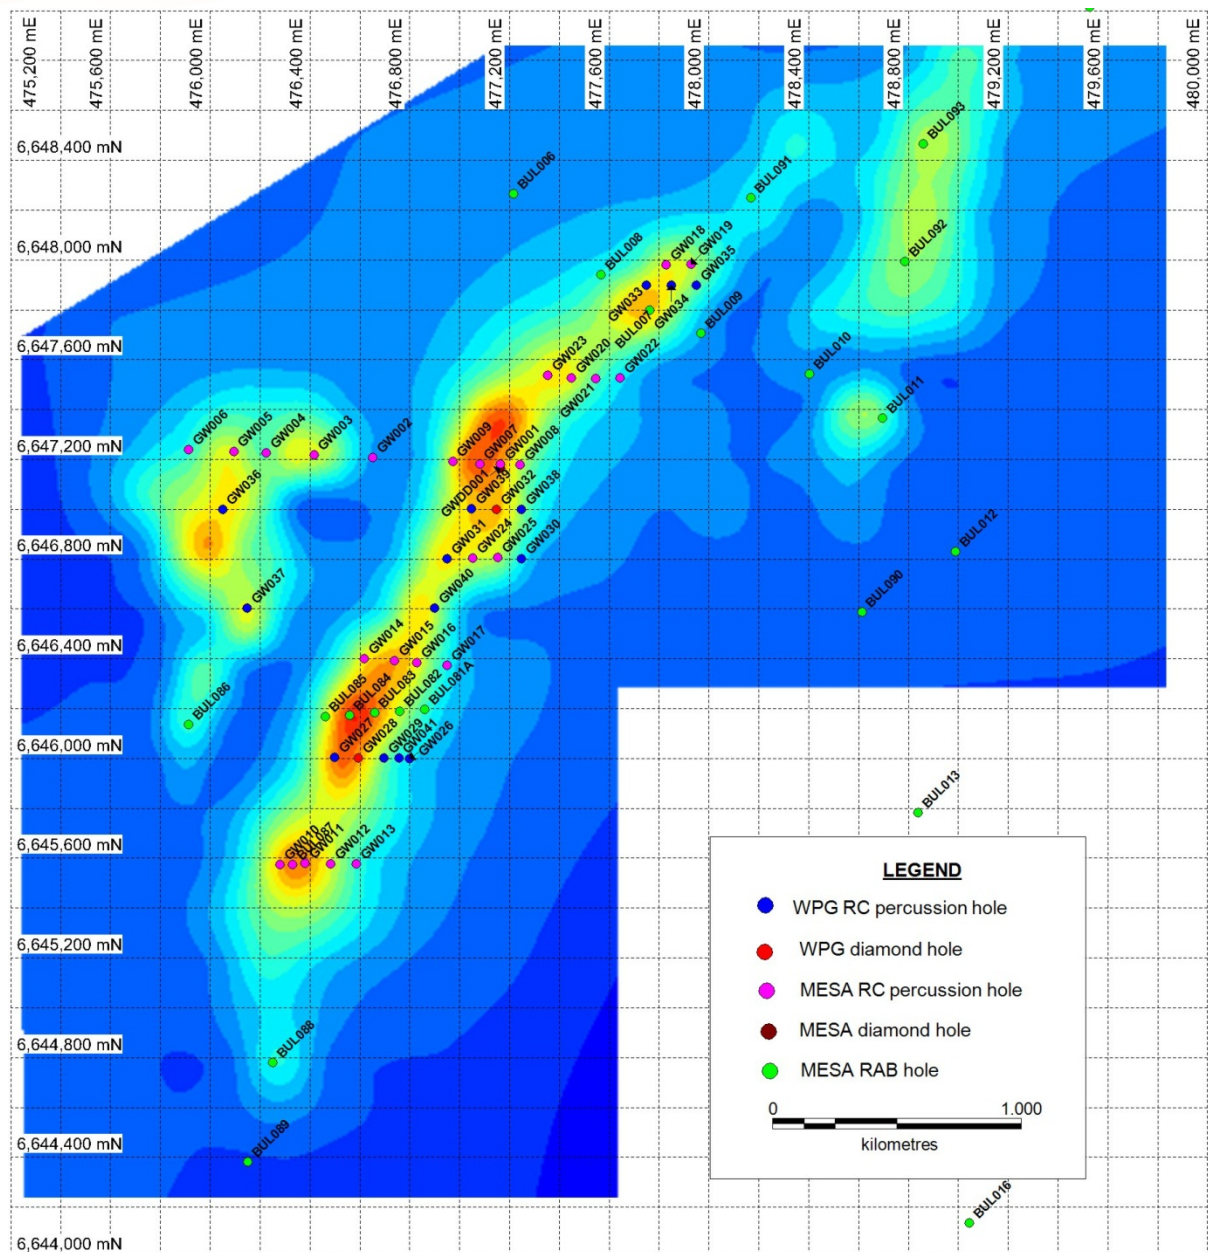 475,200 mE
475,600 mE
476,000 mE
476,400 mE
476,800 mE
477,200 mE
477,600 mE
478,000 mE
478,400 mE
478,800 mE
479,200 mE
479,600 mE
480,000 mE
BUL093
6,648,400 mN
BUL006
BUL091
BUL092
6,648,000 mN
BUL008
GW018
GW019
GW035
GW033
GW034
BUL007
BUL009
6,647,600 mN
GW023
GW020
GW021
GW022
BUL010
BUL011
6,647,200 mN
GW006
GW005
GW004
GW003
GW002
GW009
GW007
GW001
GW008
GWDD001
GW039
GW032
GW038
GW036
6,646,800 mN
GW031
GW024
GW025
GW030
BUL012
GW037
GW040
BUL090
6,646,400 mN
GW014
GW015
GW016
GW017
BUL086
BUL085
BUL084
BUL083
BUL082
BUL081A
6,646,000 mN
GW027
GW028
GW029
GW041
GW026
BUL013
6,645,600 mN
GW010
BUL087
GW011
GW012
GW013
LEGEND
WPG RC percussion hole
6,645,200 mN
WPG diamond hole
MESA RC percussion hole
MESA diamond hole
6,644,800 mN
BUL088
MESA RAB hole
0 1.000
kilometres
6,644,400 mN
BUL089
BUL016
6,644,000 mN